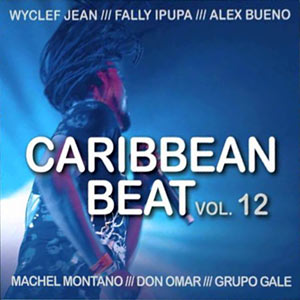 WYCLEF JEAN /// FALLY IPUPA /// ALEX BUENO
CARIBBEAN
BEAT VOL. 12
MACHEL MONTANO /// DON OMAR /// GRUPO GALE